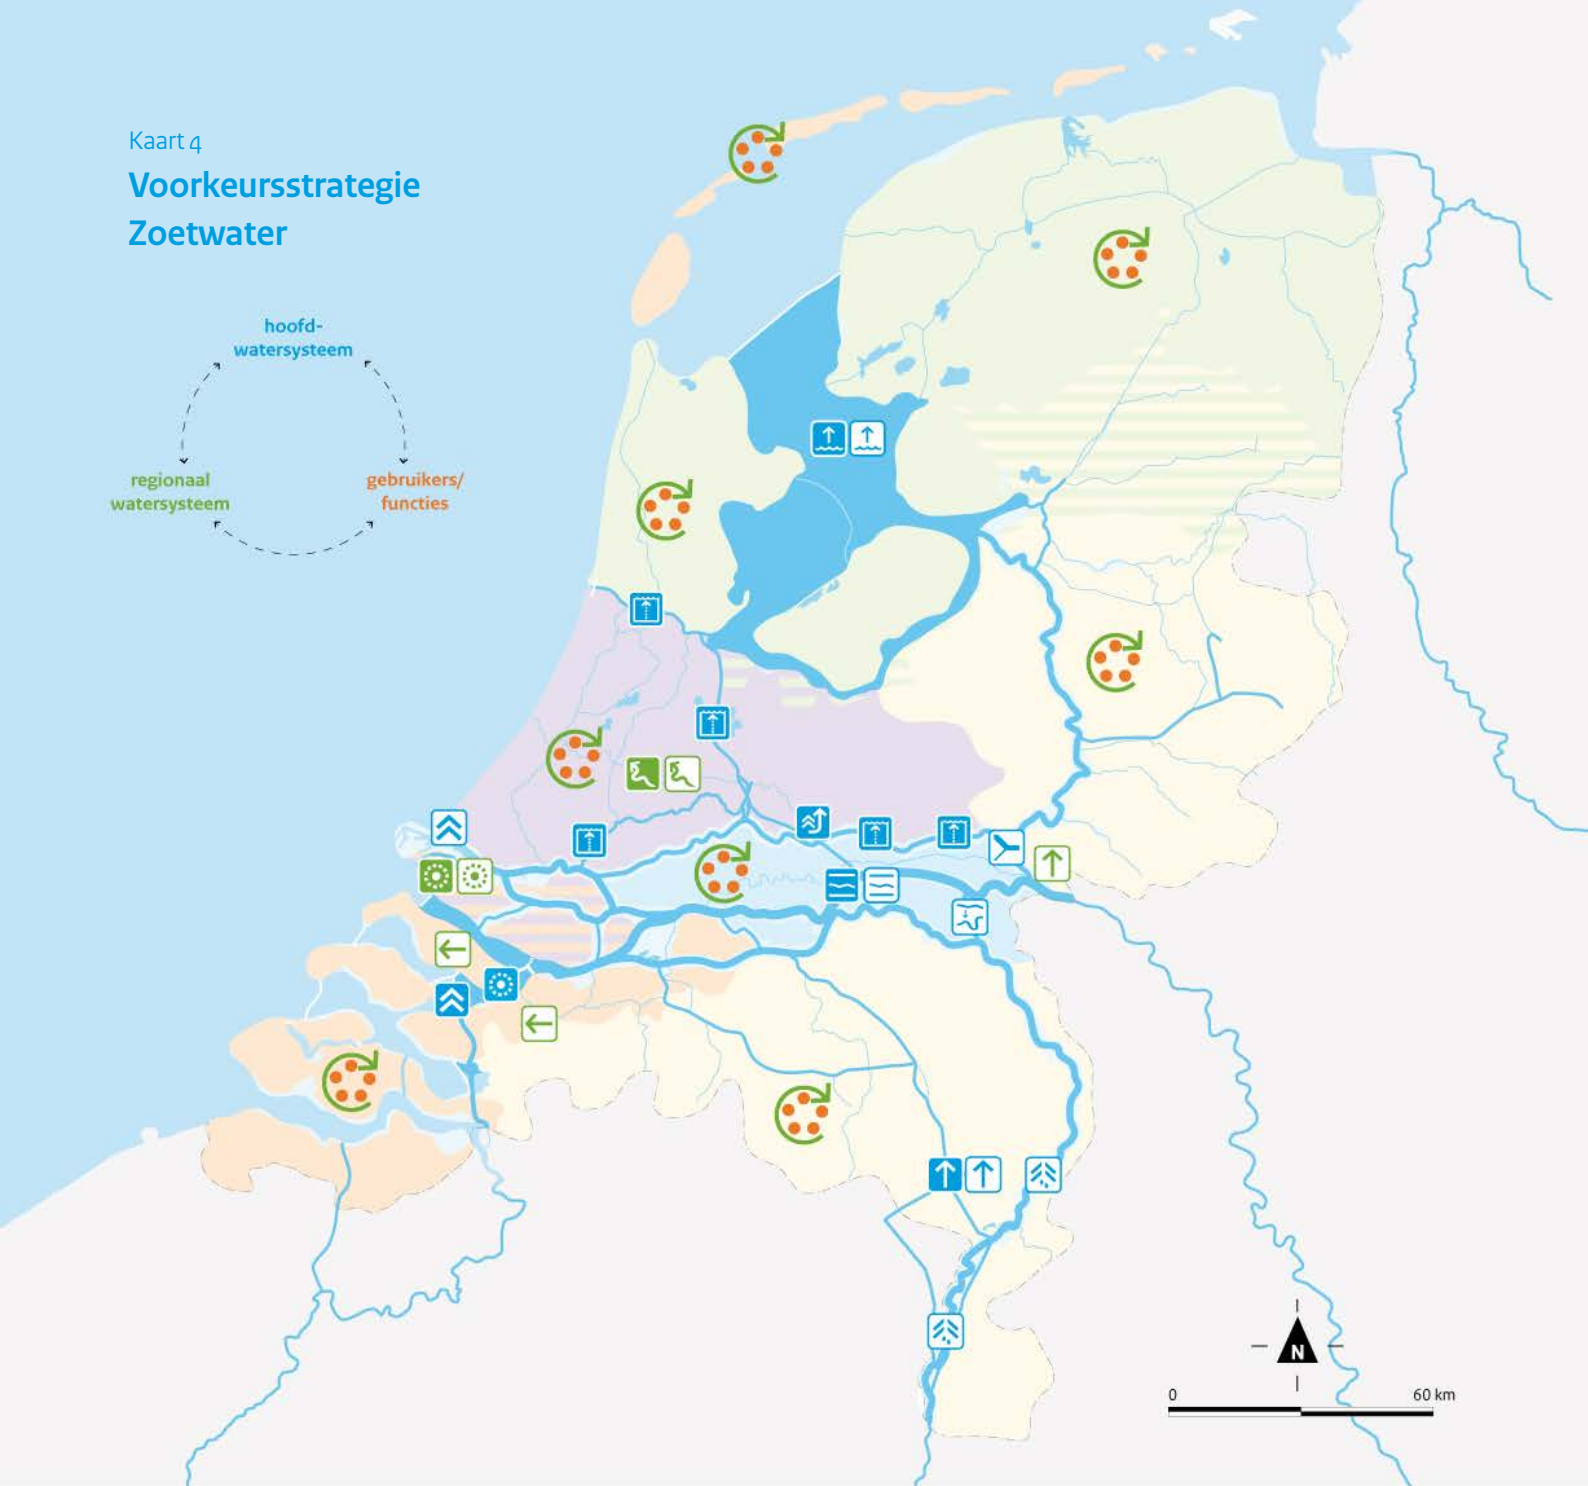 Kaart 4
Voorkeursstrategie
Zoetwater
hoofd-
watersysteem
regionaal
watersysteem
gebruikers/
functies
N
0 60 km